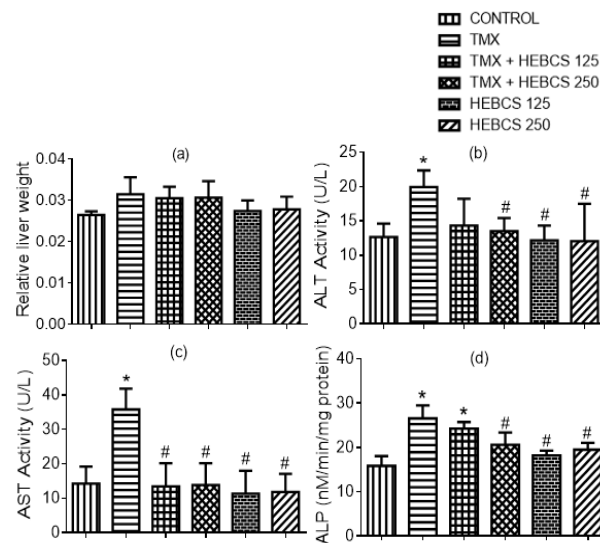 CONTROL
TMX
TMX + HEBCS 125
TMX + HEBCS 250
HEBCS 125
HEBCS 250
(a)
Relative liver weight
0.04
0.03
0.02
0.01
0.00
(b)
ALT Activity (U/L)
25
20
15
10
5
0
*
#
#
#
(c)
AST Activity (U/L)
50
40
30
20
10
0
*
#
#
#
#
(d)
ALP (nM/min/mg protein)
40
30
20
10
0
*
*
#
#
#